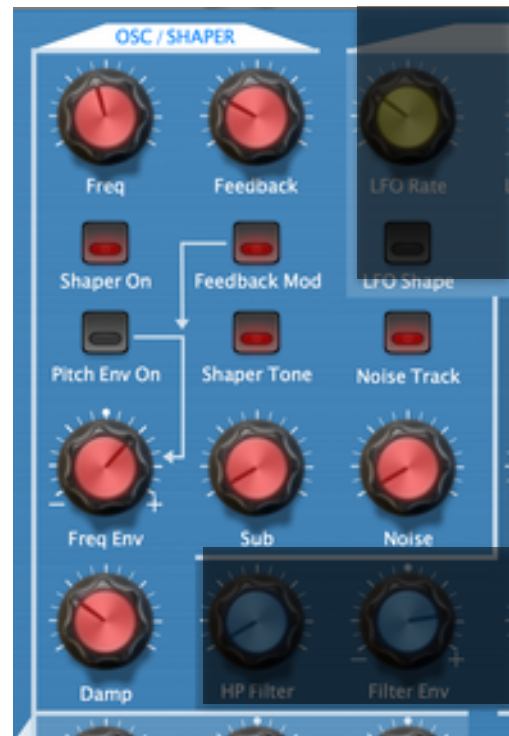 OSC / SHAPER
Freq
Feedback
LFO Rate
Shaper On
Feedback Mod
LFO Shape
Pitch Env On
Shaper Tone
Noise Track
Freq Env
Sub
Noise
Damp
HP Filter
Filter Env